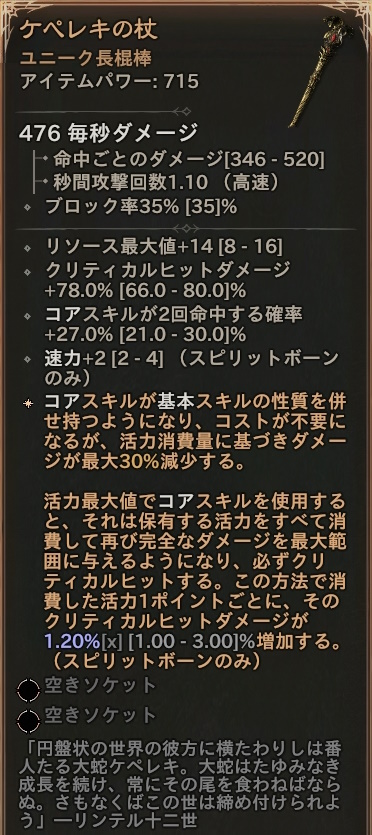 ケペレキの杖
ユニーク長棍棒
アイテムパワー: 715
476 毎秒ダメージ
命中ごとのダメージ[346 - 520]
秒間攻撃回数1.10 （高速）
ブロック率35% [35]%
リソース最大値+14 [8 - 16]
クリティカルヒットダメージ
+78.0% [66.0 - 80.0]%
コアスキルが2回命中する確率
+27.0% [21.0 - 30.0]%
速力+2 [2 - 4] （スピリットボーン
のみ）
コアスキルが基本スキルの性質を併
せ持つようになり、コストが不要に
なるが、活力消費量に基づきダメー
ジが最大30%減少する。
活力最大値でコアスキルを使用する
と、それは保有する活力をすべて消
費して再び完全なダメージを最大範
囲に与えるようになり、必ずクリ
ティカルヒットする。この方法で消
費した活力1ポイントごとに、その
クリティカルヒットダメージが
1.20%[x] [1.00 - 3.00]%増加する。
（スピリットボーンのみ）
空きソケット
空きソケット
「円盤状の世界の彼方に横たわりしは番
人たる大蛇ケペレキ。大蛇はたゆみなき
成長を続け、常にその尾を食わねばなら
ぬ。さもなくばこの世は締め付けられよ
う」―リンテル十二世